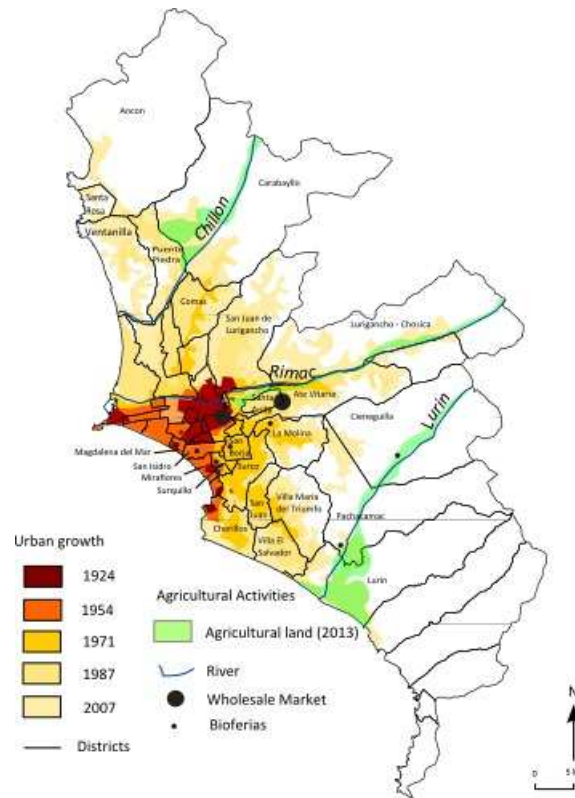 Ancon
Carabayllo
Santa
Rosa
Chillon
Ventanilla
Puente
Piedra
Comas
San Juan de
Lurigancho
Lurigancho - Chosica
Rimac
Santa
Ate Vitarte
Cieneguilla
Lurin
La Molina
Magdalena del Mar
San
Borja
San Isidro
Surco
Miraflores
Surquillo
Villa Maria
del Triunfo
San
Juan
Pachacamac
Chorillos
Villa El
Salvador
Lurin
Urban growth
1924
1954
1971
1987
2007
Districts
Agricultural Activities
Agricultural land (2013)
River
Wholesale Market
Bioferias
N
0